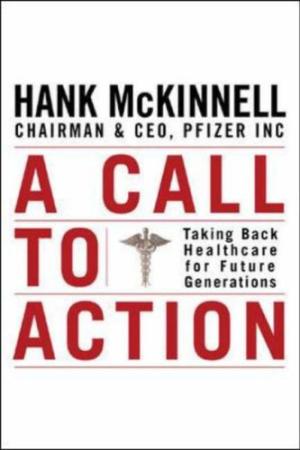 HANK McKINNELL
CHAIRMAN & CEO, PFIZER INC
A CALL
TO
Taking Back
Healthcare
for Future
Generations
ACTION